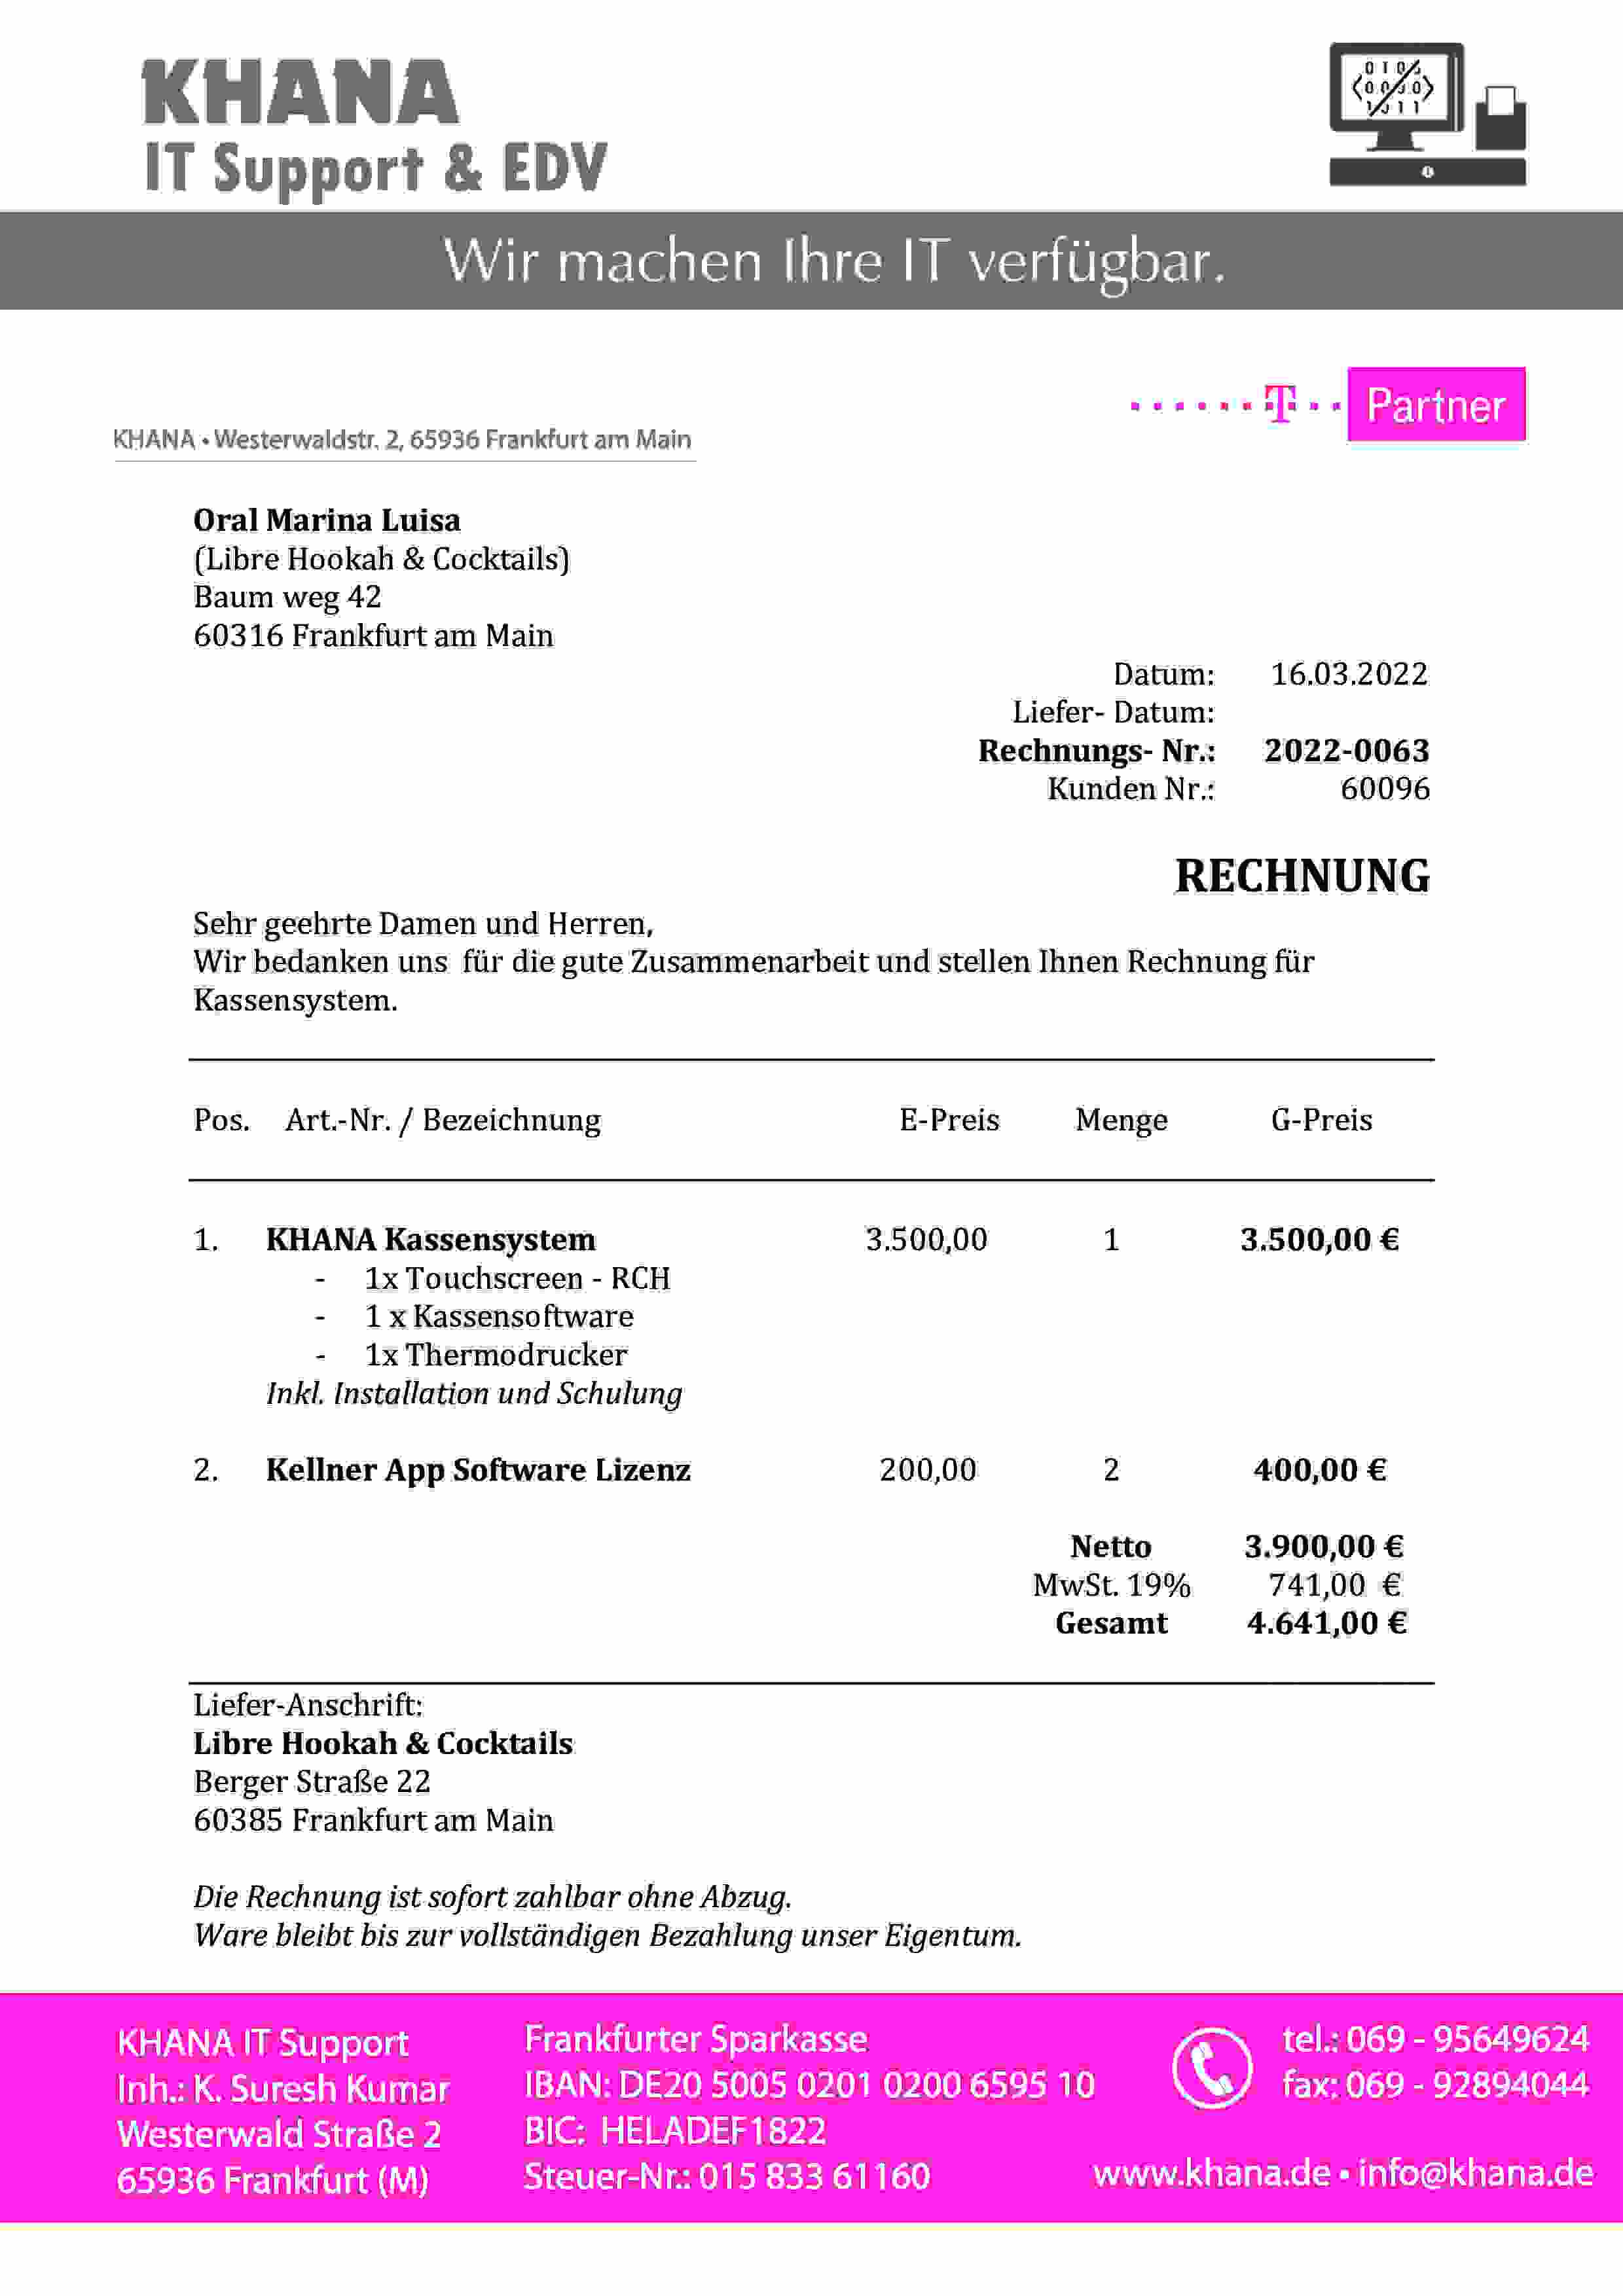 KHANA
IT Support & EDV
Wir machen Ihre IT verfügbar.
T Partner
KHANA • Westerwaldstr. 2, 65936 Frankfurt am Main
Oral Marina Luisa
(Libre Hookah & Cocktails)
Baum weg 42
60316 Frankfurt am Main
Datum: 16.03.2022
Liefer- Datum:
Rechnungs- Nr.: 2022-0063
Kunden Nr.: 60096
RECHNUNG
Sehr geehrte Damen und Herren,
Wir bedanken uns für die gute Zusammenarbeit und stellen Ihnen Rechnung für
Kassensystem.
Pos. Art.-Nr. / Bezeichnung E-Preis Menge G-Preis
1. KHANA Kassensystem 3.500,00 1 3.500,00 €
- 1x Touchscreen - RCH
- 1 x Kassensoftware
- 1x Thermodrucker
Inkl. Installation und Schulung
2. Kellner App Software Lizenz 200,00 2 400,00 €
Netto 3.900,00 €
MwSt. 19% 741,00 €
Gesamt 4.641,00 €
Liefer-Anschrift:
Libre Hookah & Cocktails
Berger Straße 22
60385 Frankfurt am Main
Die Rechnung ist sofort zahlbar ohne Abzug.
Ware bleibt bis zur vollständigen Bezahlung unser Eigentum.
KHANA IT Support
Inh.: K. Suresh Kumar
Westerwald Straße 2
65936 Frankfurt (M)
Frankfurter Sparkasse
IBAN: DE20 5005 0201 0200 6595 10
BIC: HELADEF1822
Steuer-Nr.: 015 833 61160
tel.: 069 - 95649624
fax: 069 - 92894044
www.khana.de • info@khana.de